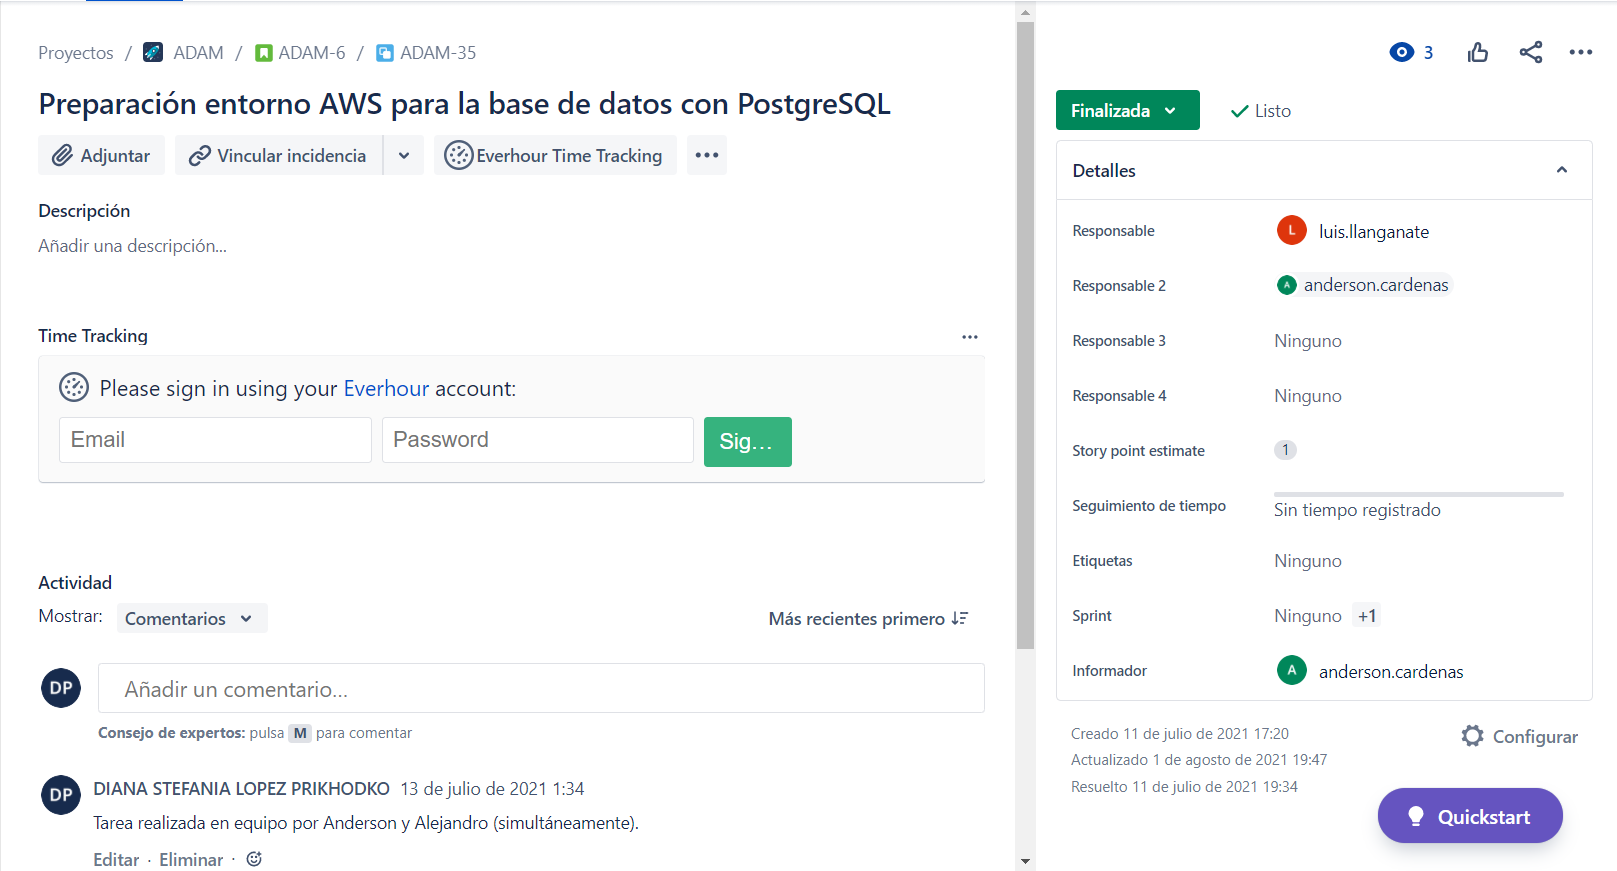 Proyectos / ADAM / ADAM-6 / ADAM-35
3
Preparación entorno AWS para la base de datos con PostgreSQL
Adjuntar
Vincular incidencia
Everhour Time Tracking
Descripción
Añadir una descripción...
Time Tracking
Please sign in using your Everhour account:
Email
Password
Sig...
Actividad
Mostrar:
Comentarios
Más recientes primero
DP
Añadir un comentario...
Consejo de expertos: pulsa M para comentar
DP
DIANA STEFANIA LOPEZ PRIKHODKO 13 de julio de 2021 1:34
Tarea realizada en equipo por Anderson y Alejandro (simultáneamente).
Editar · Eliminar ·
Finalizada
Listo
Detalles
Responsable
L
luis.llanganate
Responsable 2
A
anderson.cardenas
Responsable 3
Ninguno
Responsable 4
Ninguno
Story point estimate
1
Seguimiento de tiempo
Sin tiempo registrado
Etiquetas
Ninguno
Sprint
Ninguno +1
Informador
A
anderson.cardenas
Creado 11 de julio de 2021 17:20
Actualizado 1 de agosto de 2021 19:47
Resuelto 11 de julio de 2021 19:34
Configurar
Quickstart